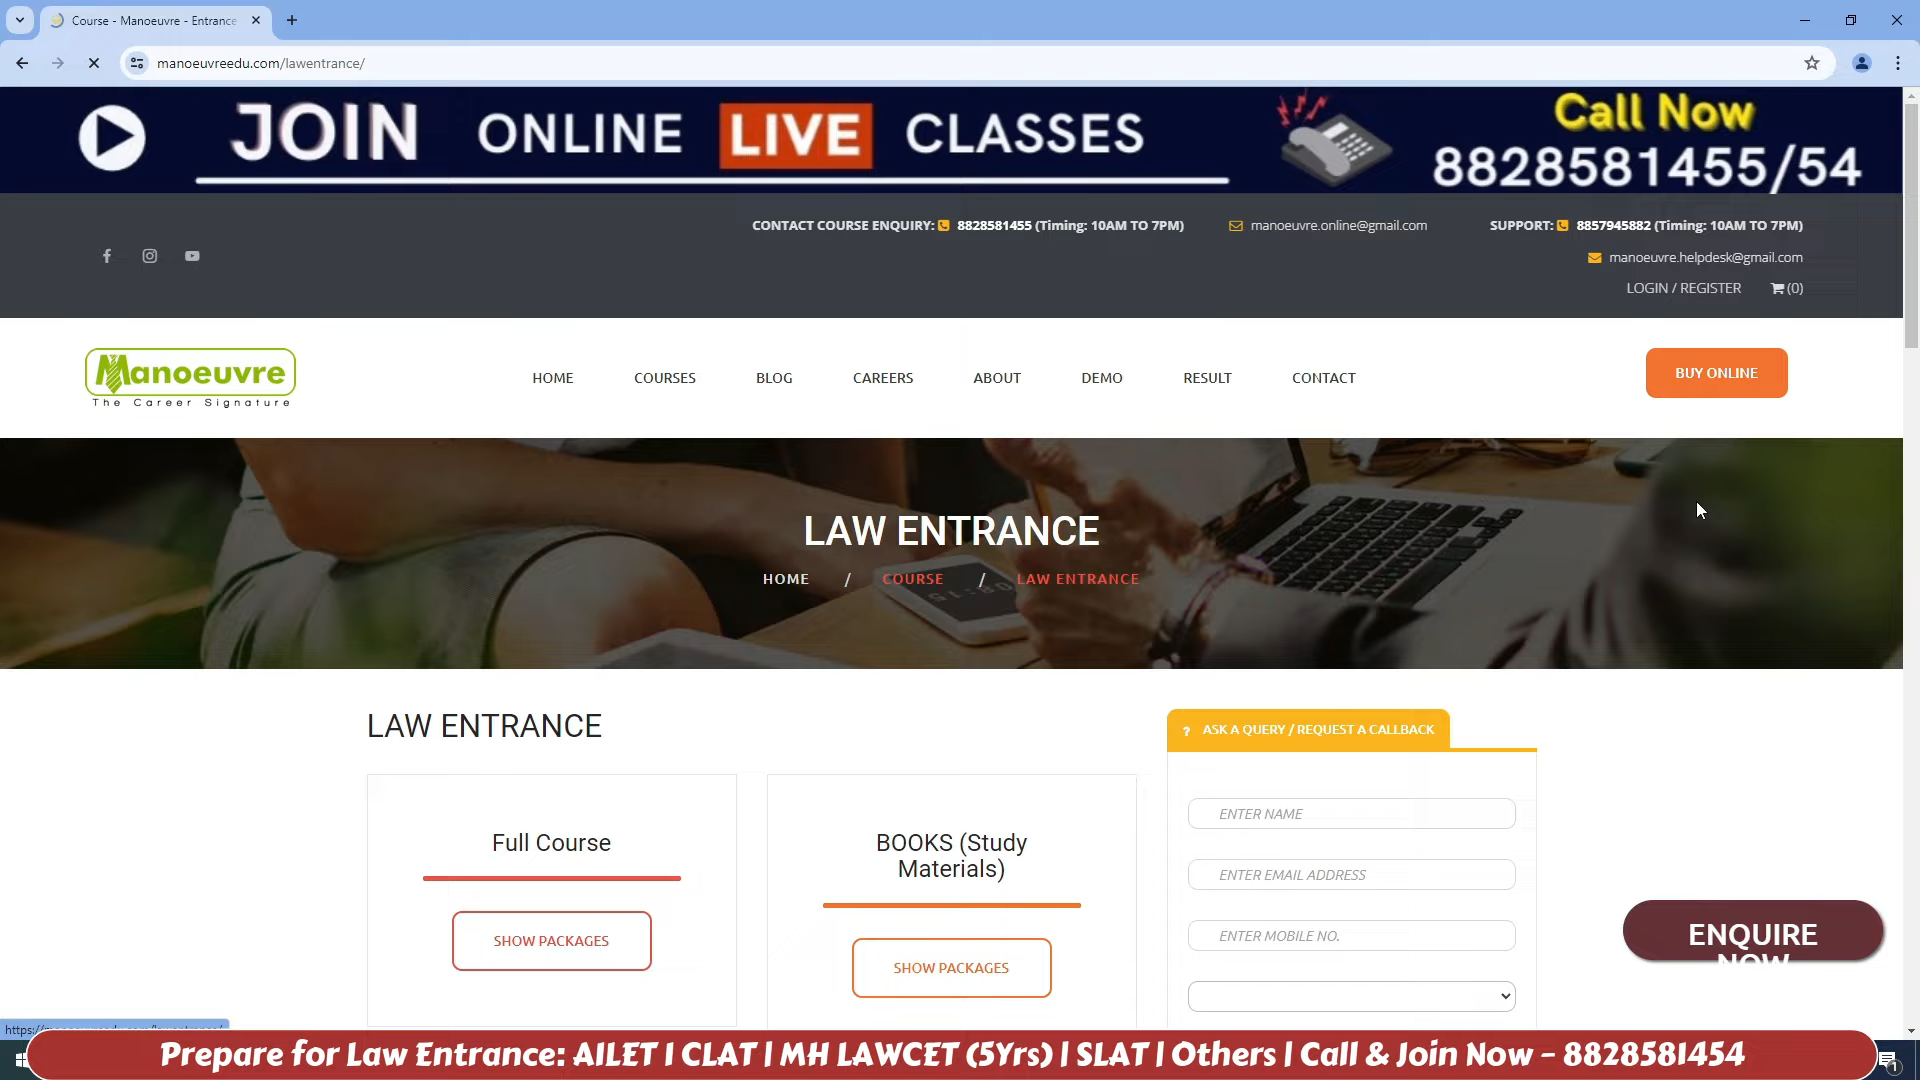 Course - Manoeuvre - Entrance
manoeuvreedu.com/lawentrance/
JOIN ONLINE LIVE CLASSES
Call Now
8828581455/54
CONTACT COURSE ENQUIRY: 8828581455 (Timing: 10AM TO 7PM)
manoeuvre.online@gmail.com
SUPPORT: 8857945882 (Timing: 10AM TO 7PM)
manoeuvre.helpdesk@gmail.com
LOGIN / REGISTER (0)
Manoeuvre
The Career Signature
HOME COURSES BLOG CAREERS ABOUT DEMO RESULT CONTACT
BUY ONLINE
LAW ENTRANCE
HOME / COURSE / LAW ENTRANCE
LAW ENTRANCE
? ASK A QUERY / REQUEST A CALLBACK
Full Course
SHOW PACKAGES
BOOKS (Study
Materials)
SHOW PACKAGES
ENTER NAME
ENTER EMAIL ADDRESS
ENTER MOBILE NO.
ENQUIRE
NOW
Prepare for Law Entrance: AILET I CLAT | MH LAWCET (5Yrs) | SLAT | Others | Call & Join Now - 8828581454
1